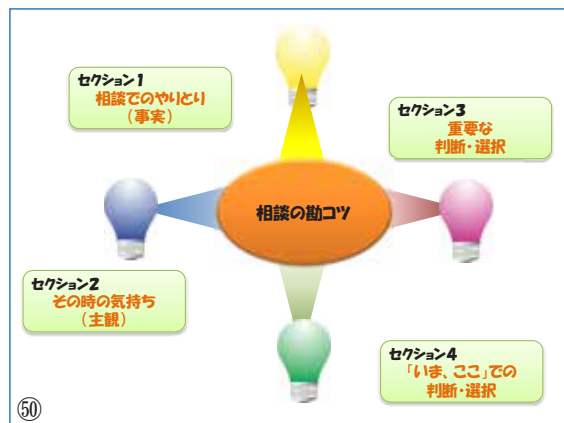 セクション1
相談でのやりとり
(事実)
セクション3
重要な
判断・選択
相談の勘コツ
セクション2
その時の気持ち
(主観)
セクション4
「いま、ここ」での
判断・選択
㊿